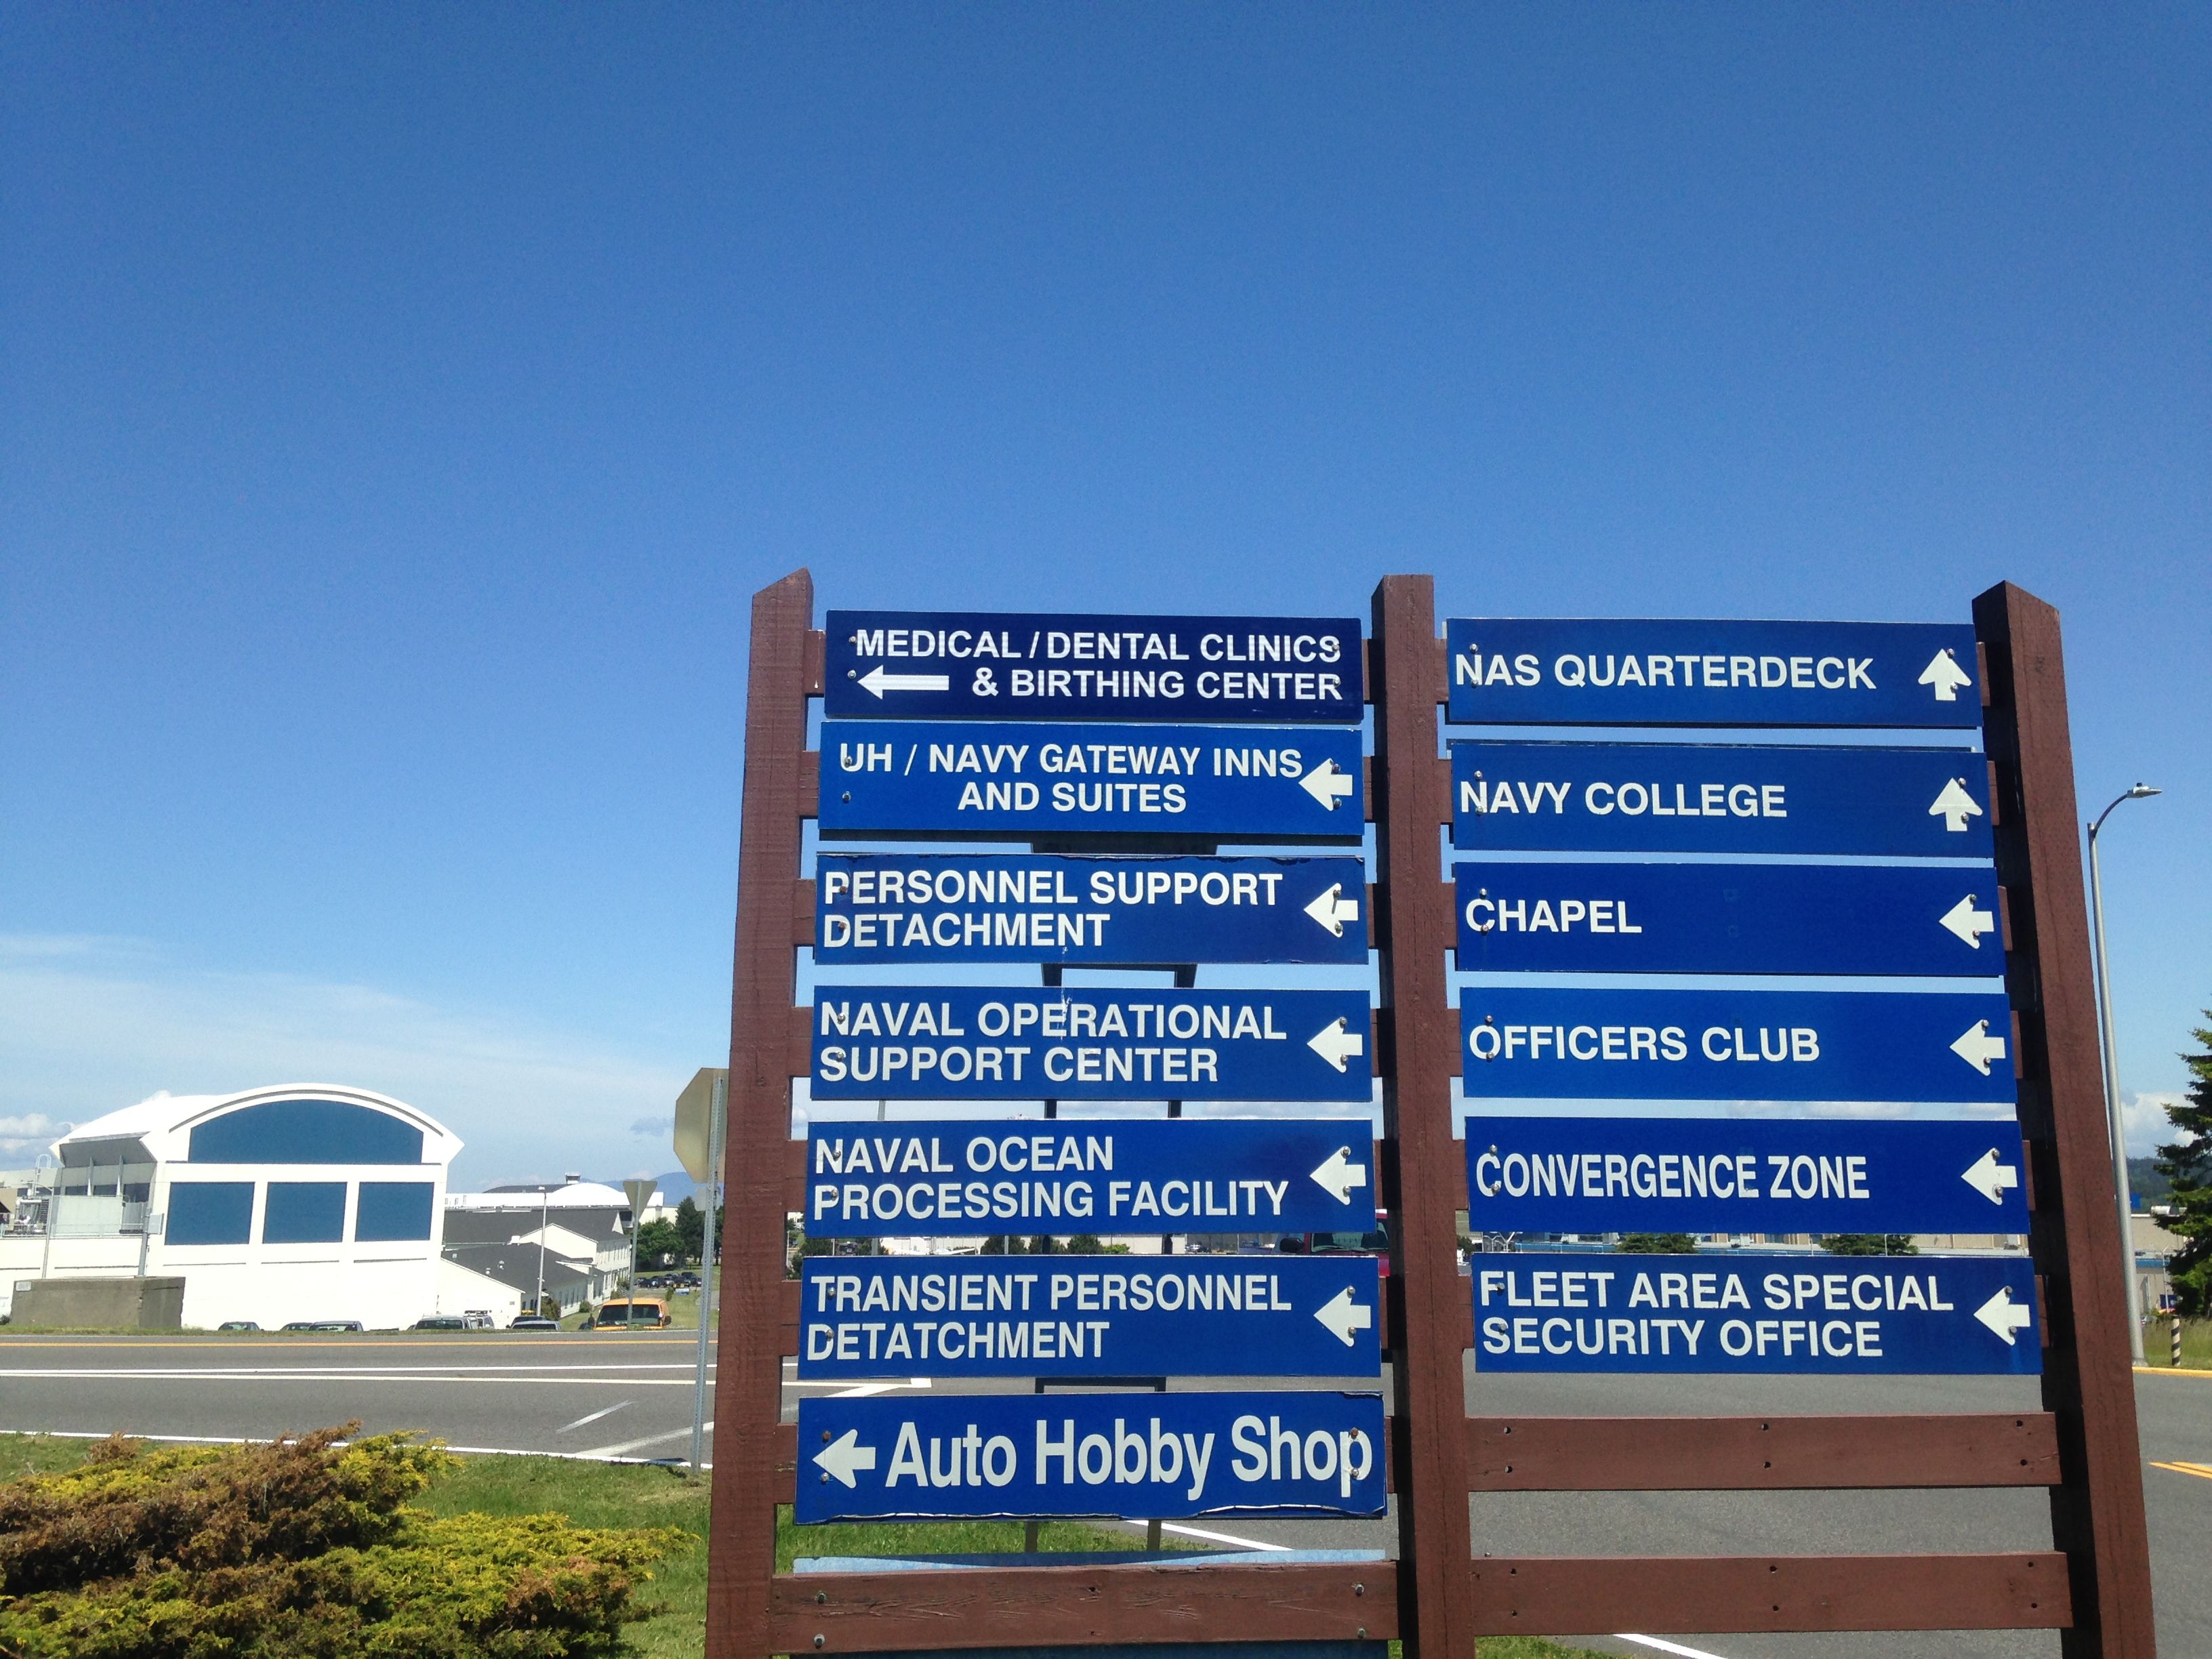 MEDICAL / DENTAL CLINICS
& BIRTHING CENTER
UH / NAVY GATEWAY INNS
AND SUITES
PERSONNEL SUPPORT
DETACHMENT
NAVAL OPERATIONAL
SUPPORT CENTER
NAVAL OCEAN
PROCESSING FACILITY
TRANSIENT PERSONNEL
DETATCHMENT
Auto Hobby Shop
NAS QUARTERDECK
NAVY COLLEGE
CHAPEL
OFFICERS CLUB
CONVERGENCE ZONE
FLEET AREA SPECIAL
SECURITY OFFICE